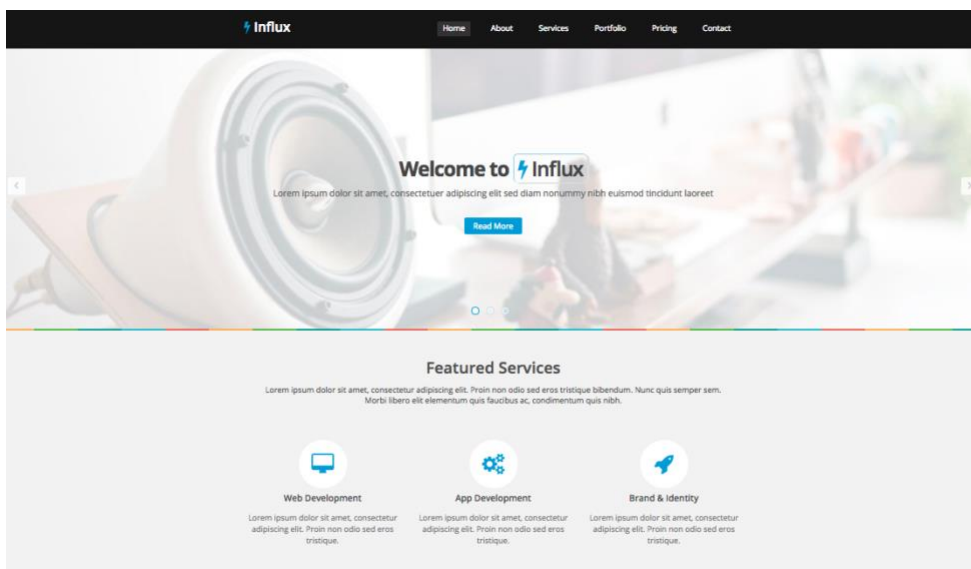 Influx
Home About Services Portfolio Pricing Contact
Welcome to Influx
Lorem ipsum dolor sit amet, consectetuer adipiscing elit sed diam nonummy nibh euismod tincidunt laoreet
Read More
Featured Services
Lorem ipsum dolor sit amet, consectetur adipiscing elit. Proin non odio sed eros tristique bibendum. Nunc quis semper sem.
Morbi libero elit elementum quis faucibus ac, condimentum quis nibh.
Web Development
Lorem ipsum dolor sit amet, consectetur
adipiscing elit. Proin non odio sed eros
tristique.
App Development
Lorem ipsum dolor sit amet, consectetur
adipiscing elit. Proin non odio sed eros
tristique.
Brand & Identity
Lorem ipsum dolor sit amet, consectetur
adipiscing elit. Proin non odio sed eros
tristique.